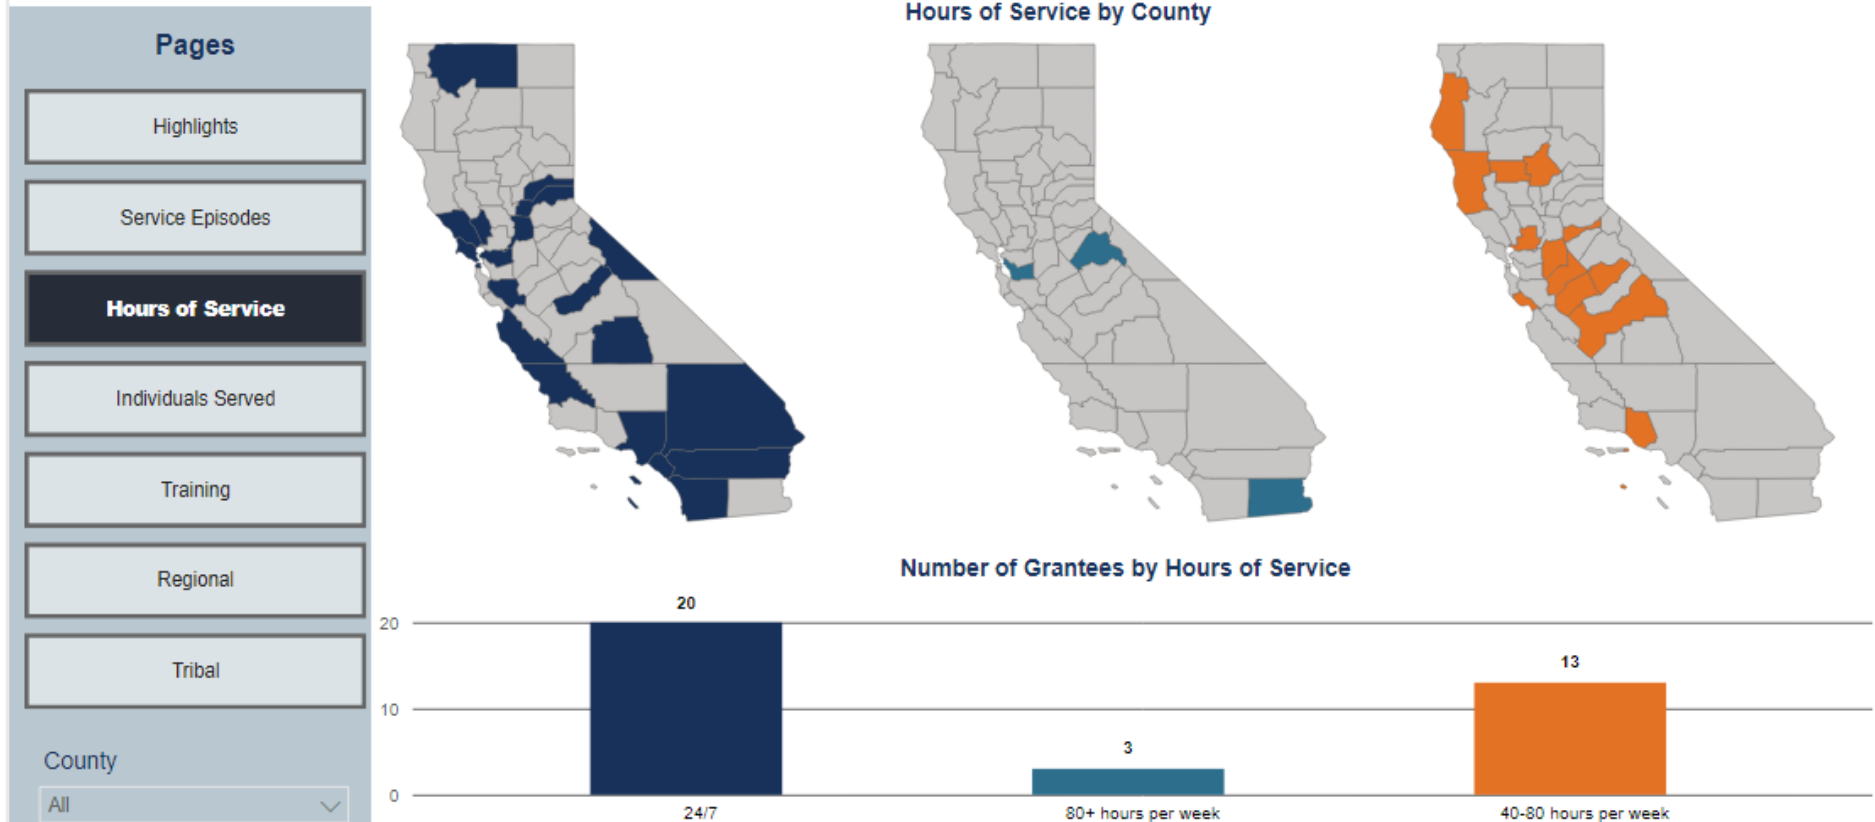 Pages
Highlights
Service Episodes
Hours of Service
Individuals Served
Training
Regional
Tribal
County
All
Hours of Service by County
Number of Grantees by Hours of Service
20
10
0
20
3
13
24/7
80+ hours per week
40-80 hours per week